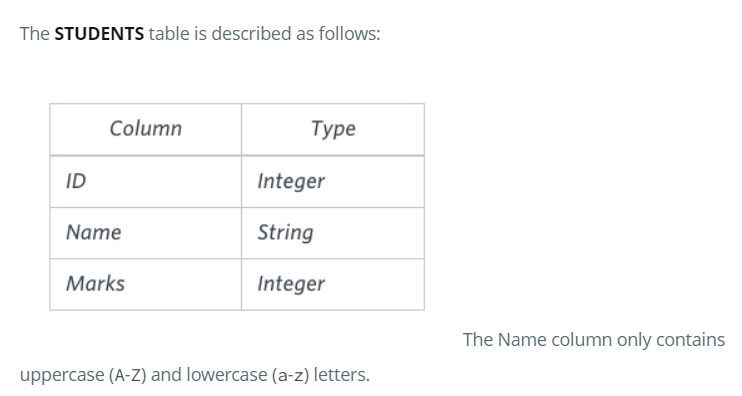 The STUDENTS table is described as follows:
Column Type
ID Integer
Name String
Marks Integer
The Name column only contains
uppercase (A-Z) and lowercase (a-z) letters.